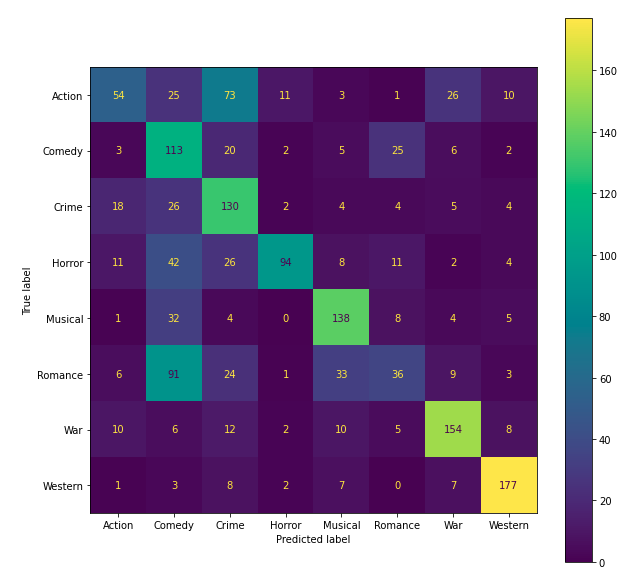 Action 54 25 73 11 3 1 26 10
Comedy 3 113 20 2 5 25 6 2
Crime 18 26 130 2 4 4 5 4
Horror 11 42 26 94 8 11 2 4
Musical 1 32 4 0 138 8 4 5
Romance 6 91 24 1 33 36 9 3
War 10 6 12 2 10 5 154 8
Western 1 3 8 2 7 0 7 177
Action Comedy Crime Horror Musical Romance War Western
Predicted label
True label
160
140
120
100
80
60
40
20
0